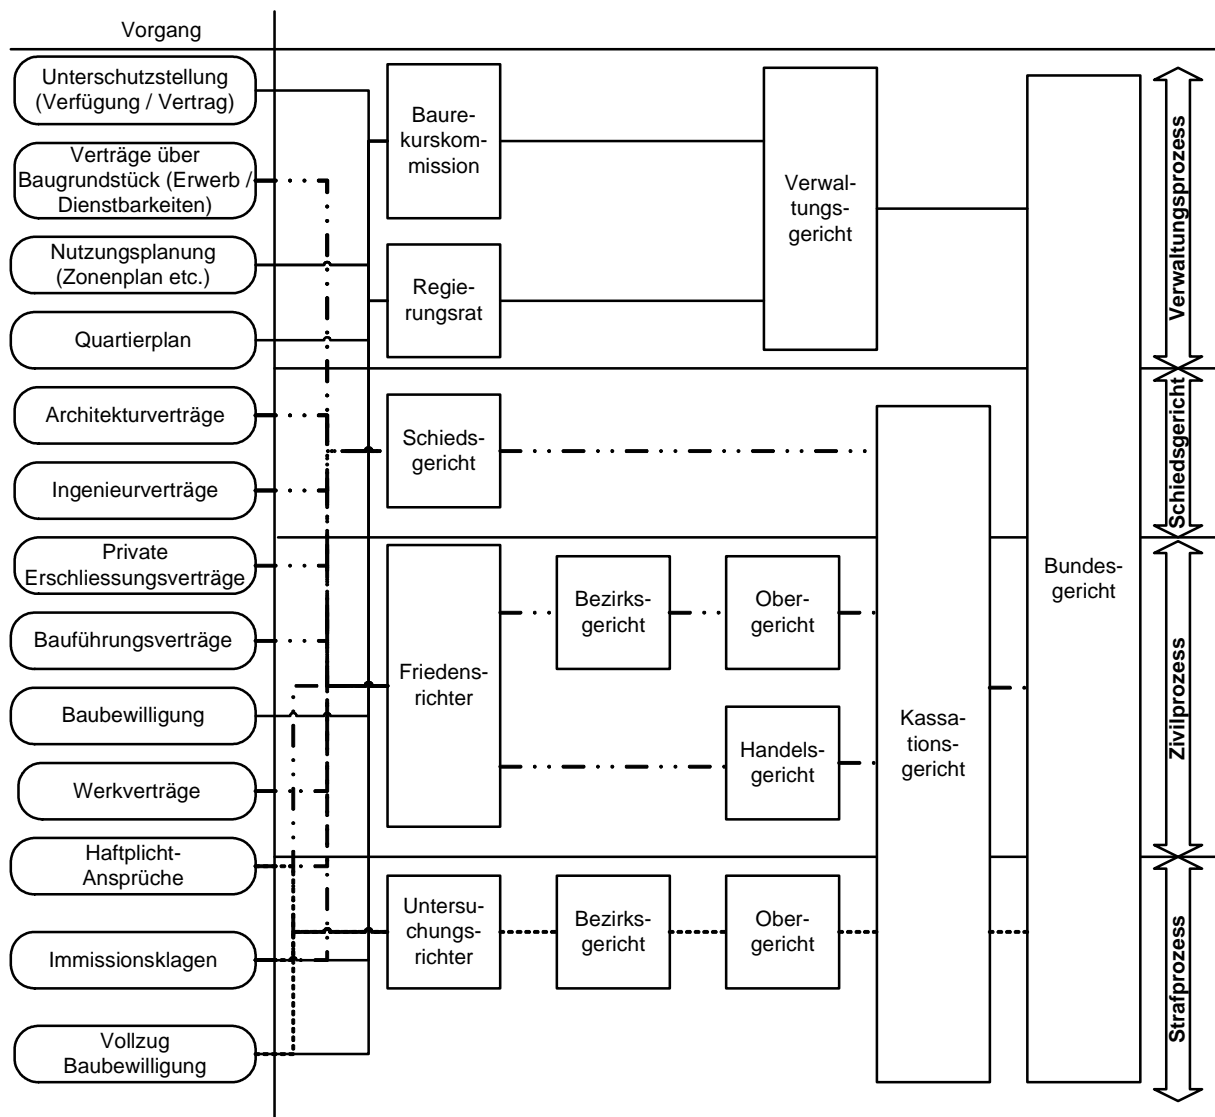 Vorgang
Unterschutzstellung
(Verfügung / Vertrag)
Verträge über
Baugrundstück (Erwerb /
Dienstbarkeiten)
Nutzungsplanung
(Zonenplan etc.)
Quartierplan
Architekturverträge
Ingenieurverträge
Private
Erschliessungsverträge
Bauführungsverträge
Baubewilligung
Werkverträge
Haftplicht-
Ansprüche
Immissionsklagen
Vollzug
Baubewilligung
Baure-
kurskom-
mission
Regie-
rungsrat
Verwal-
tungs-
gericht
Schieds-
gericht
Friedens-
richter
Bezirks-
gericht
Ober-
gericht
Handels-
gericht
Untersu-
chungs-
richter
Bezirks-
gericht
Ober-
gericht
Kassa-
tions-
gericht
Bundes-
gericht
Verwaltungsprozess
Schiedsgericht
Zivilprozess
Strafprozess